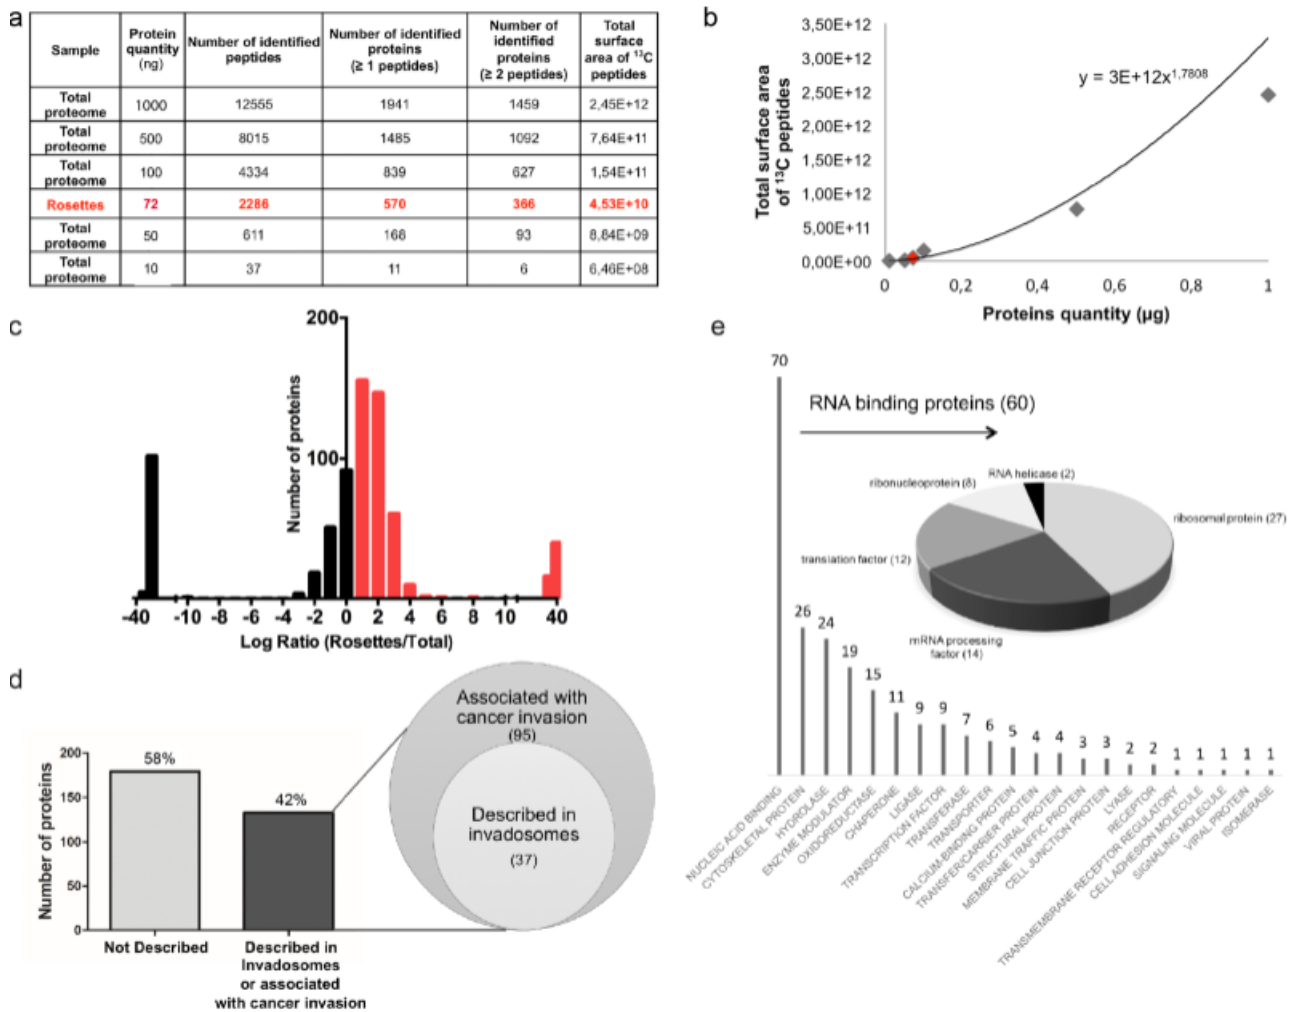 a
Sample
Protein
quantity
(ng)
Number of identified
peptides
Number of identified
proteins
(≥ 1 peptides)
Number of
identified
proteins
(≥ 2 peptides)
Total
surface
area of ¹³C
peptides
Total
proteome
1000
12555
1941
1459
2,45E+12
Total
proteome
500
8015
1485
1092
7,64E+11
Total
proteome
100
4334
839
627
1,54E+11
Rosettes
72
2286
570
366
4,53E+10
Total
proteome
50
611
168
93
8,84E+09
Total
proteome
10
37
11
6
6,46E+08
b
Total surface area
of ¹³C peptides
3,50E+12
3,00E+12
2,50E+12
2,00E+12
1,50E+12
1,00E+12
5,00E+11
0,00E+00
y = 3E+12x¹,⁷⁸⁰⁸
0
0,2
0,4
0,6
0,8
1
Proteins quantity (µg)
c
Number of proteins
200
100
-40
-10
-8
-6
-4
-2
0
2
4
6
8
10
40
Log Ratio (Rosettes/Total)
d
Number of proteins
200
150
100
50
0
58%
42%
Not Described
Described in
Invadosomes
or associated
with cancer invasion
Associated with
cancer invasion
(95)
Described in
invadosomes
(37)
e
70
26
24
19
15
11
9
9
7
6
5
4
4
3
3
2
2
1
1
1
1
1
NUCLEIC ACID BINDING
CYTOSKELETAL PROTEIN
HYDROLASE
ENZYME MODULATOR
OXIDOREDUCTASE
CHAPERONE
LIGASE
TRANSCRIPTION FACTOR
TRANSFERASE
TRANSPORTER
CALCIUM-BINDING PROTEIN
TRANSFER/CARRIER PROTEIN
STRUCTURAL PROTEIN
MEMBRANE TRAFFIC PROTEIN
CELL JUNCTION PROTEIN
LYASE
RECEPTOR
TRANSMEMBRANE RECEPTOR REGULATORY
CELL ADHESION MOLECULE
SIGNALING MOLECULE
VIRAL PROTEIN
ISOMERASE
RNA binding proteins (60)
RNA helicase (2)
ribonucleoprotein (8)
ribosomal protein (27)
translation factor (12)
mRNA processing
factor (14)